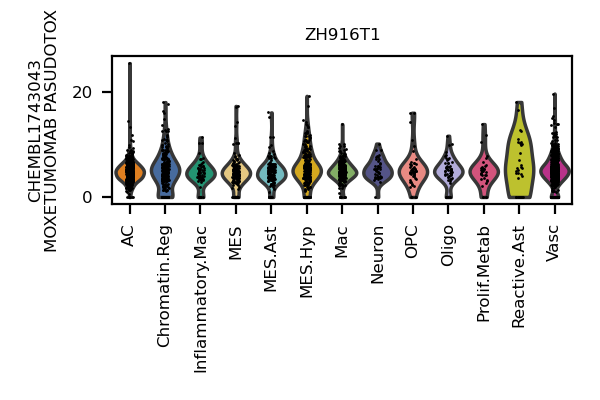 ZH916T1
CHEMBL1743043
MOXETUMOMAB PASUDOTOX
20
0
AC
Chromatin.Reg
Inflammatory.Mac
MES
MES.Ast
MES.Hyp
Mac
Neuron
OPC
Oligo
Prolif.Metab
Reactive.Ast
Vasc